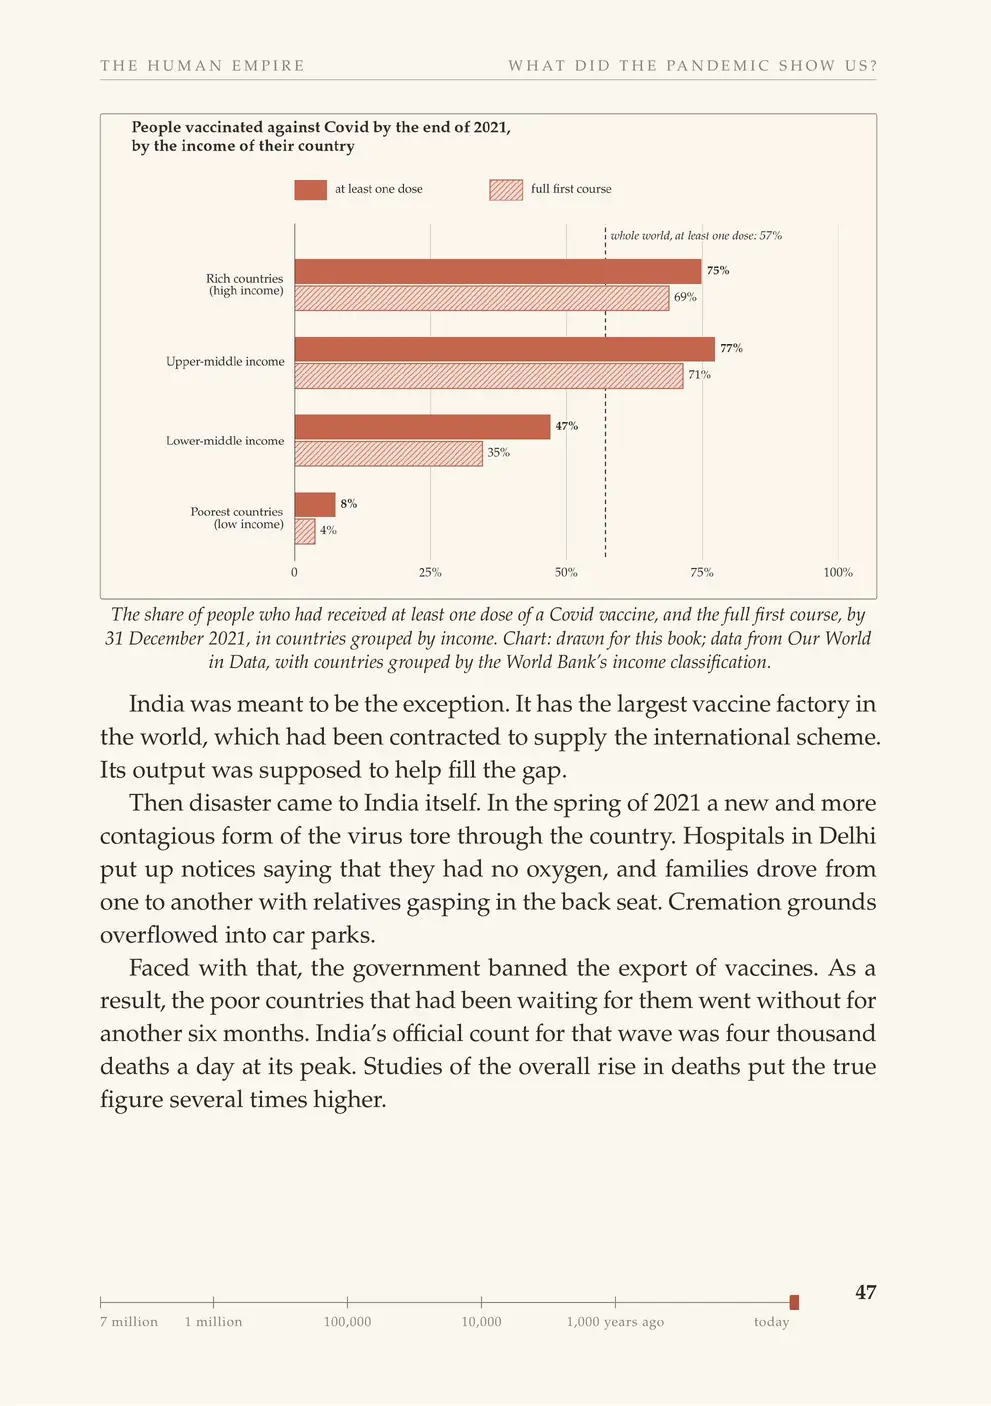 THE HUMAN EMPIRE
WHAT DID THE PANDEMIC SHOW US?
People vaccinated against Covid by the end of 2021,
by the income of their country
at least one dose
full first course
whole world, at least one dose: 57%
Rich countries
(high income)
75%
69%
Upper-middle income
77%
71%
Lower-middle income
47%
35%
Poorest countries
(low income)
8%
4%
0
25%
50%
75%
100%
The share of people who had received at least one dose of a Covid vaccine, and the full first course, by
31 December 2021, in countries grouped by income. Chart: drawn for this book; data from Our World
in Data, with countries grouped by the World Bank’s income classification.
India was meant to be the exception. It has the largest vaccine factory in
the world, which had been contracted to supply the international scheme.
Its output was supposed to help fill the gap.
Then disaster came to India itself. In the spring of 2021 a new and more
contagious form of the virus tore through the country. Hospitals in Delhi
put up notices saying that they had no oxygen, and families drove from
one to another with relatives gasping in the back seat. Cremation grounds
overflowed into car parks.
Faced with that, the government banned the export of vaccines. As a
result, the poor countries that had been waiting for them went without for
another six months. India’s official count for that wave was four thousand
deaths a day at its peak. Studies of the overall rise in deaths put the true
figure several times higher.
47
7 million
1 million
100,000
10,000
1,000 years ago
today